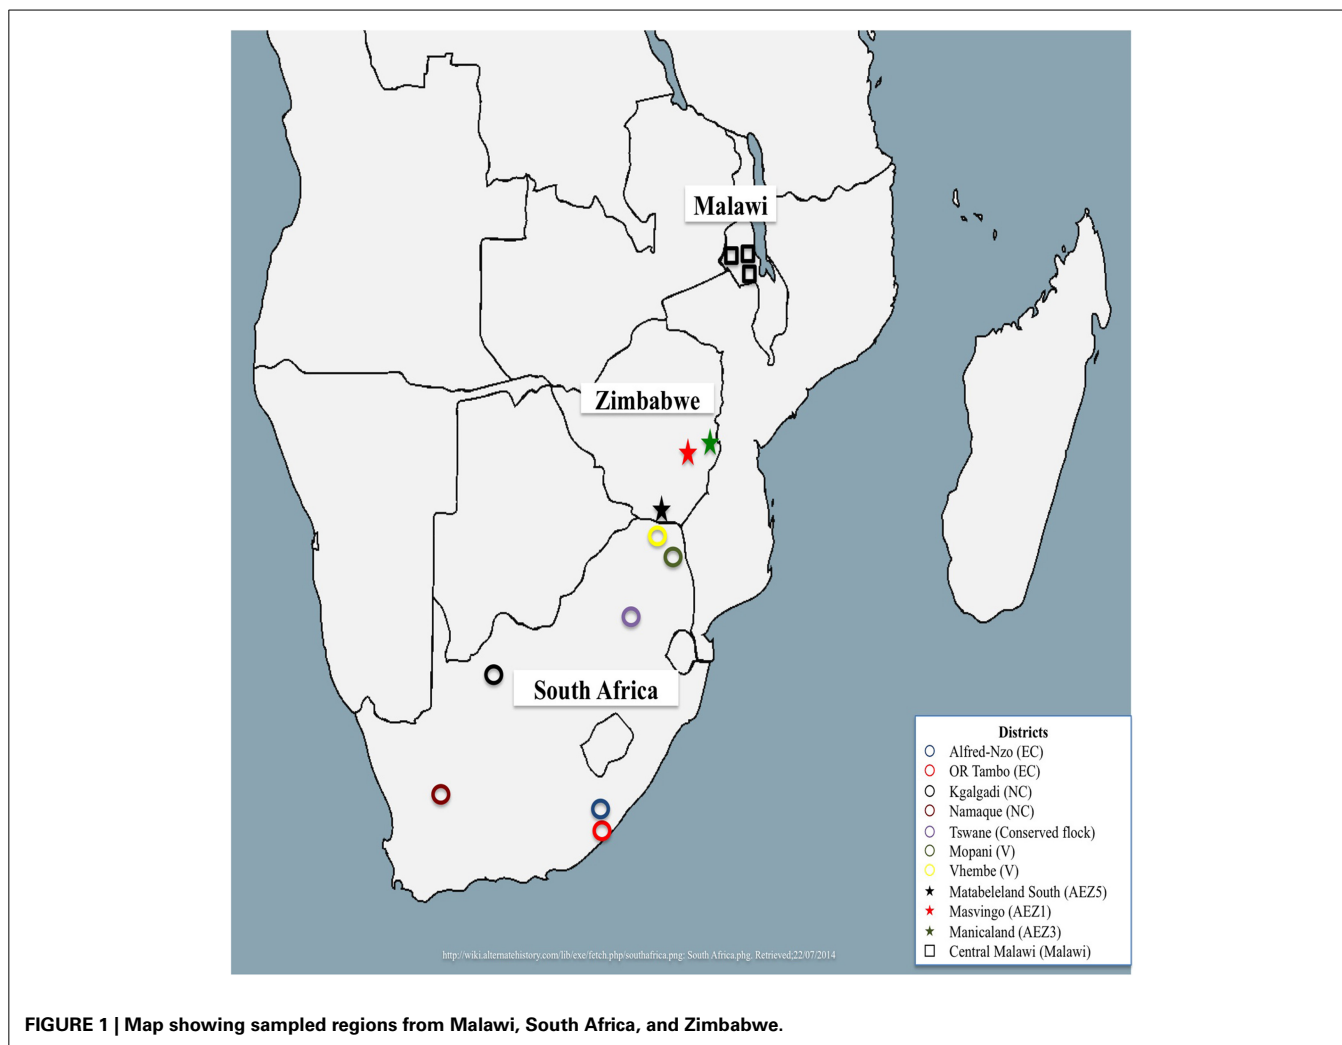 Malawi
Zimbabwe
South Africa
Districts
Alfred-Nzo (EC)
OR Tambo (EC)
Kgalgadi (NC)
Namaque (NC)
Tswane (Conserved flock)
Mopani (V)
Vhembe (V)
Matabeleland South (AEZ5)
Masvingo (AEZ1)
Manicaland (AEZ3)
Central Malawi (Malawi)
http://wiki.alternatehistory.com/lib/exe/fetch.php/southafrica.png; South Africa.phg. Retrieved;22/07/2014
FIGURE 1 | Map showing sampled regions from Malawi, South Africa, and Zimbabwe.